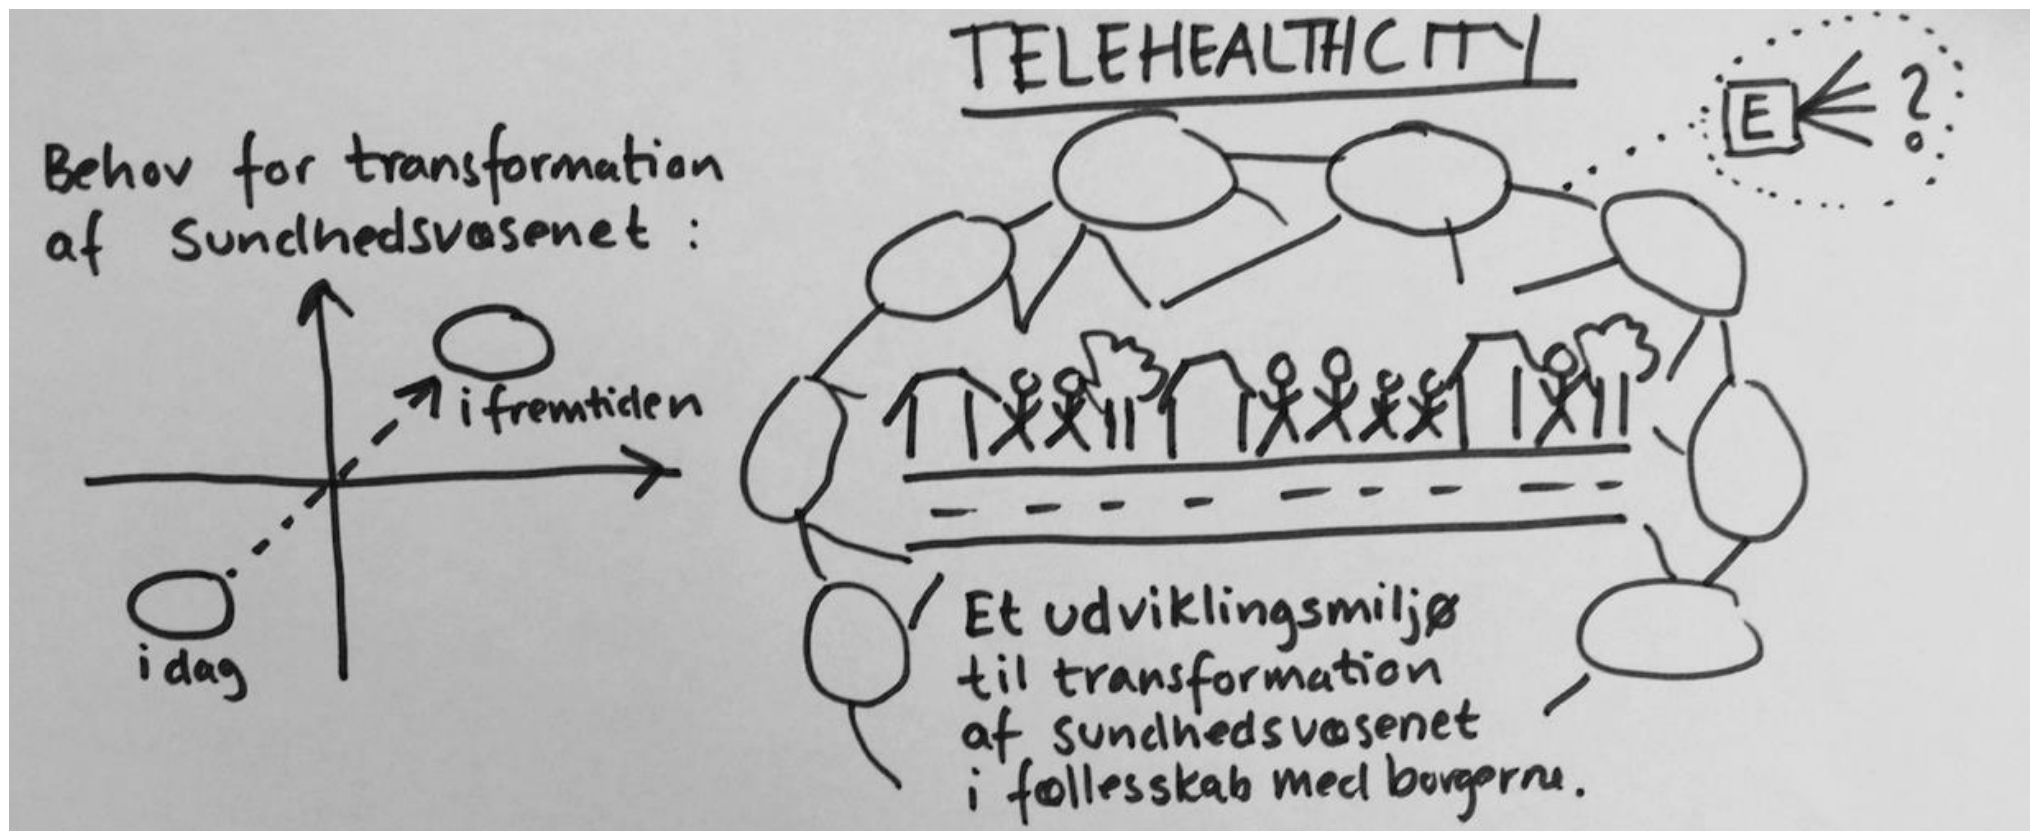 Behov for transformation
af Sundhedsvæsenet :
i fremtiden
i dag
TELEHEALTHCITY
E ?
Et udviklingsmiljø
til transformation
af sundhedsvæsenet
i fællesskab med borgerne.